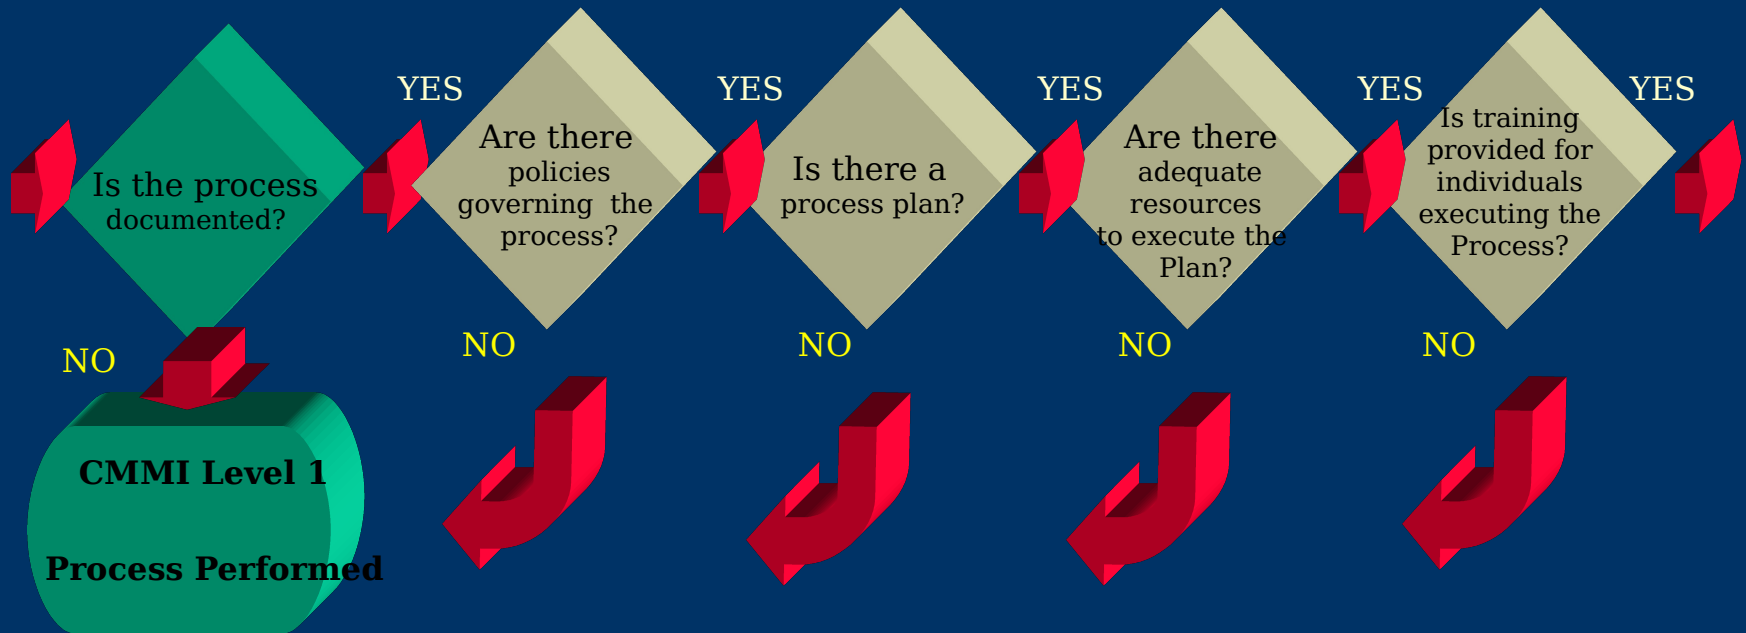 Is the process
documented?
YES
Are there
policies
governing  the
process?
YES
Is there a
process plan?
YES
Are there
adequate
resources
to execute the
Plan?
YES
Is training
provided for
individuals
executing the
Process?
YES
NO
NO
NO
NO
NO
CMMI Level 1
Process Performed